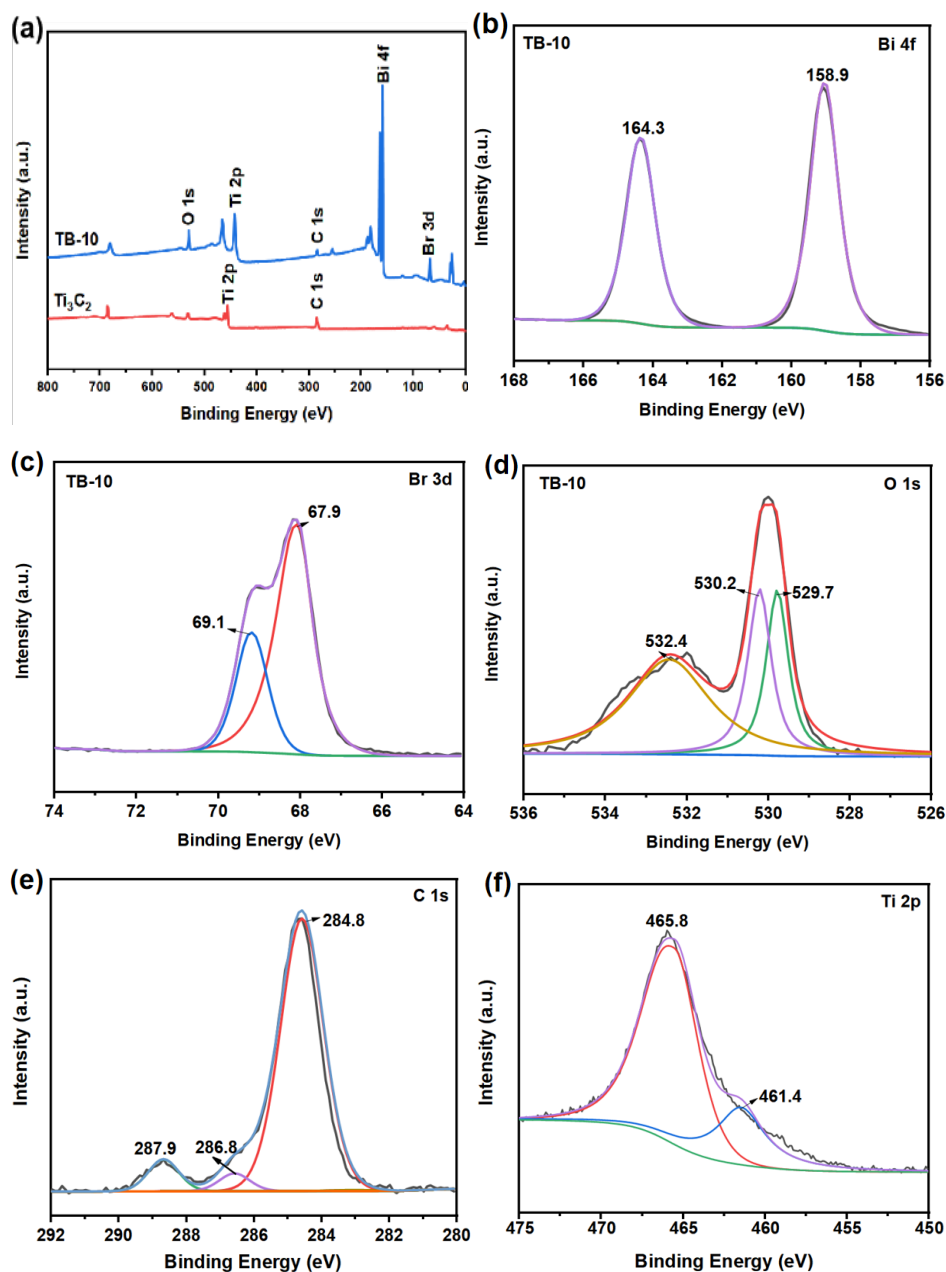 (a)
Intensity (a.u.)
TB-10
O 1s
Ti 2p
C 1s
Bi 4f
Br 3d
Ti₃C₂
Ti 2p
C 1s
800 700 600 500 400 300 200 100 0
Binding Energy (eV)
(b)
TB-10
Bi 4f
164.3
158.9
Intensity (a.u.)
168 166 164 162 160 158 156
Binding Energy (eV)
(c)
TB-10
Br 3d
67.9
69.1
Intensity (a.u.)
74 72 70 68 66 64
Binding Energy (eV)
(d)
TB-10
O 1s
530.2
529.7
532.4
Intensity (a.u.)
536 534 532 530 528 526
Binding Energy (eV)
(e)
C 1s
284.8
287.9
286.8
Intensity (a.u.)
292 290 288 286 284 282 280
Binding Energy (eV)
(f)
Ti 2p
465.8
461.4
Intensity (a.u.)
475 470 465 460 455 450
Binding Energy (eV)